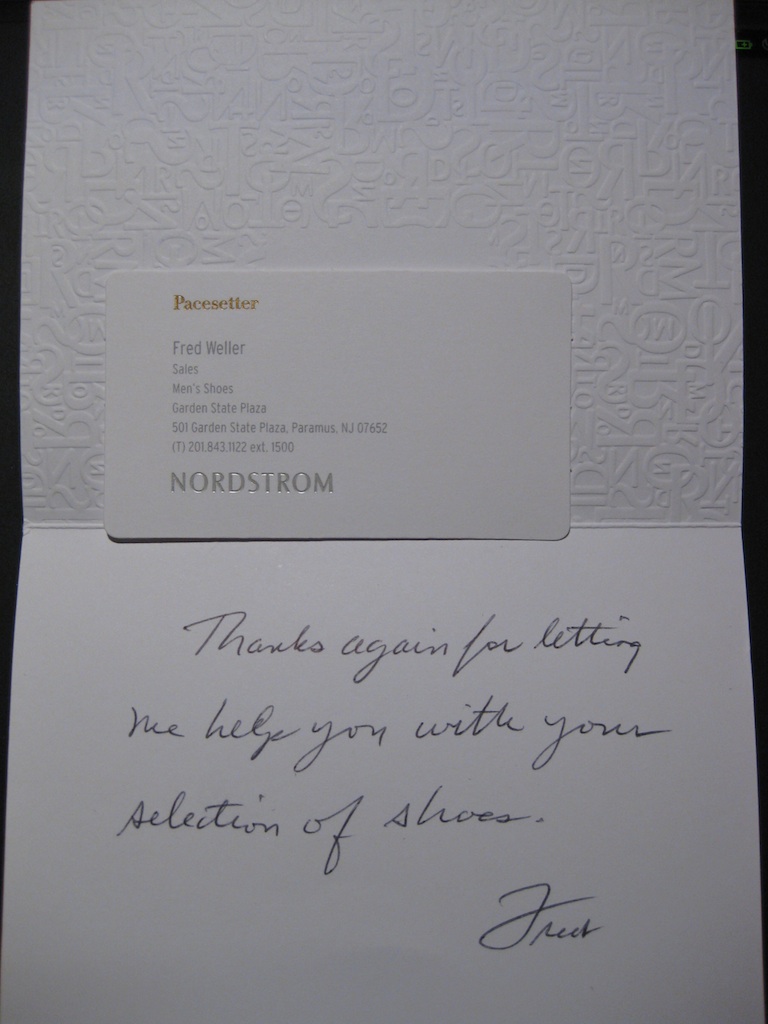 Pacesetter
Fred Weller
Sales
Men's Shoes
Garden State Plaza
501 Garden State Plaza, Paramus, NJ 07652
(T) 201.843.1122 ext. 1500
NORDSTROM
Thanks again for letting
me help you with your
selection of shoes.
Fred